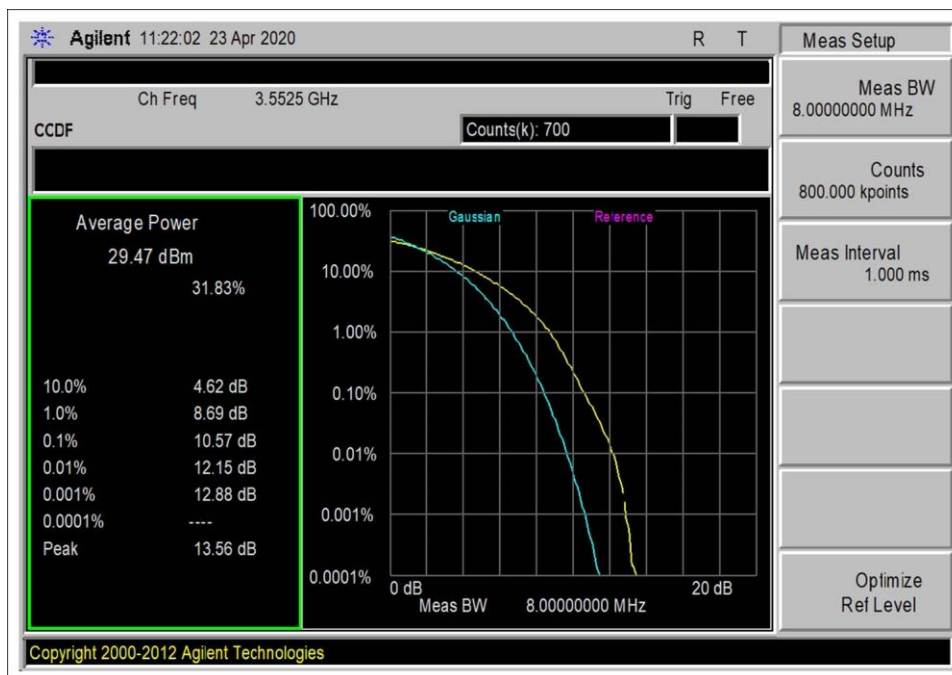 Agilent 11:22:02 23 Apr 2020 R T
Ch Freq 3.5525 GHz Trig Free
CCDF Counts(k): 700
Average Power
29.47 dBm
31.83%
10.0% 4.62 dB
1.0% 8.69 dB
0.1% 10.57 dB
0.01% 12.15 dB
0.001% 12.88 dB
0.0001% ----
Peak 13.56 dB
Gaussian Reference
100.00%
10.00%
1.00%
0.10%
0.01%
0.001%
0.0001%
0 dB 20 dB
Meas BW 8.00000000 MHz
Meas Setup
Meas BW
8.00000000 MHz
Counts
800.000 kpoints
Meas Interval
1.000 ms
Optimize
Ref Level
Copyright 2000-2012 Agilent Technologies